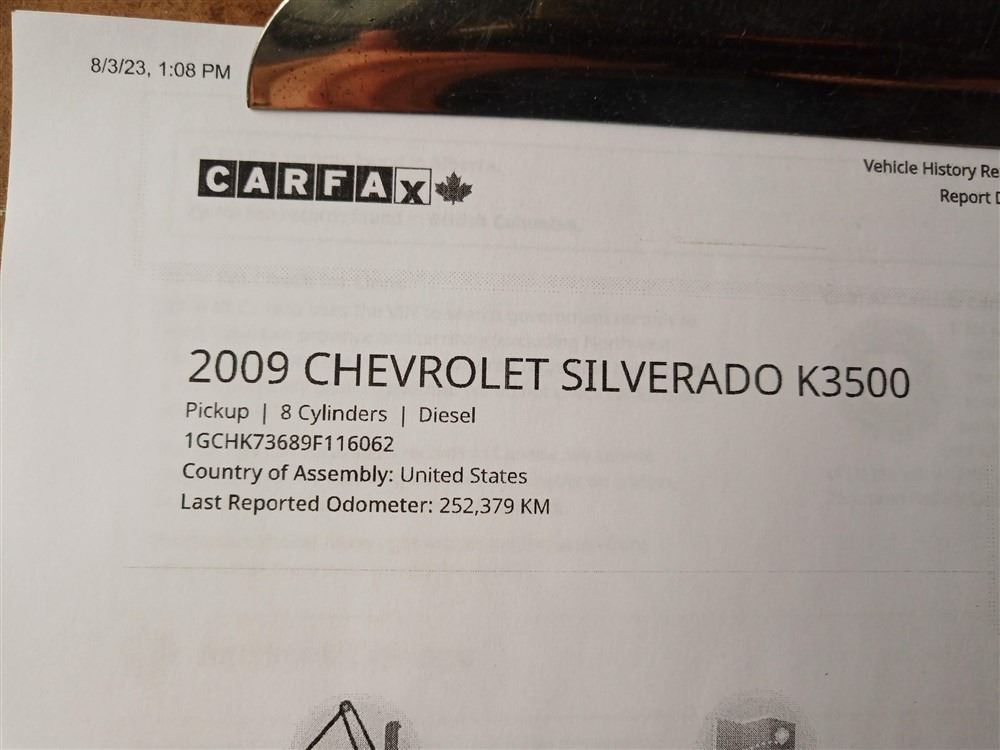 8/3/23, 1:08 PM
Vehicle History Re
Report D
CARFAX
2009 CHEVROLET SILVERADO K3500
Pickup | 8 Cylinders | Diesel
1GCHK73689F116062
Country of Assembly: United States
Last Reported Odometer: 252,379 KM